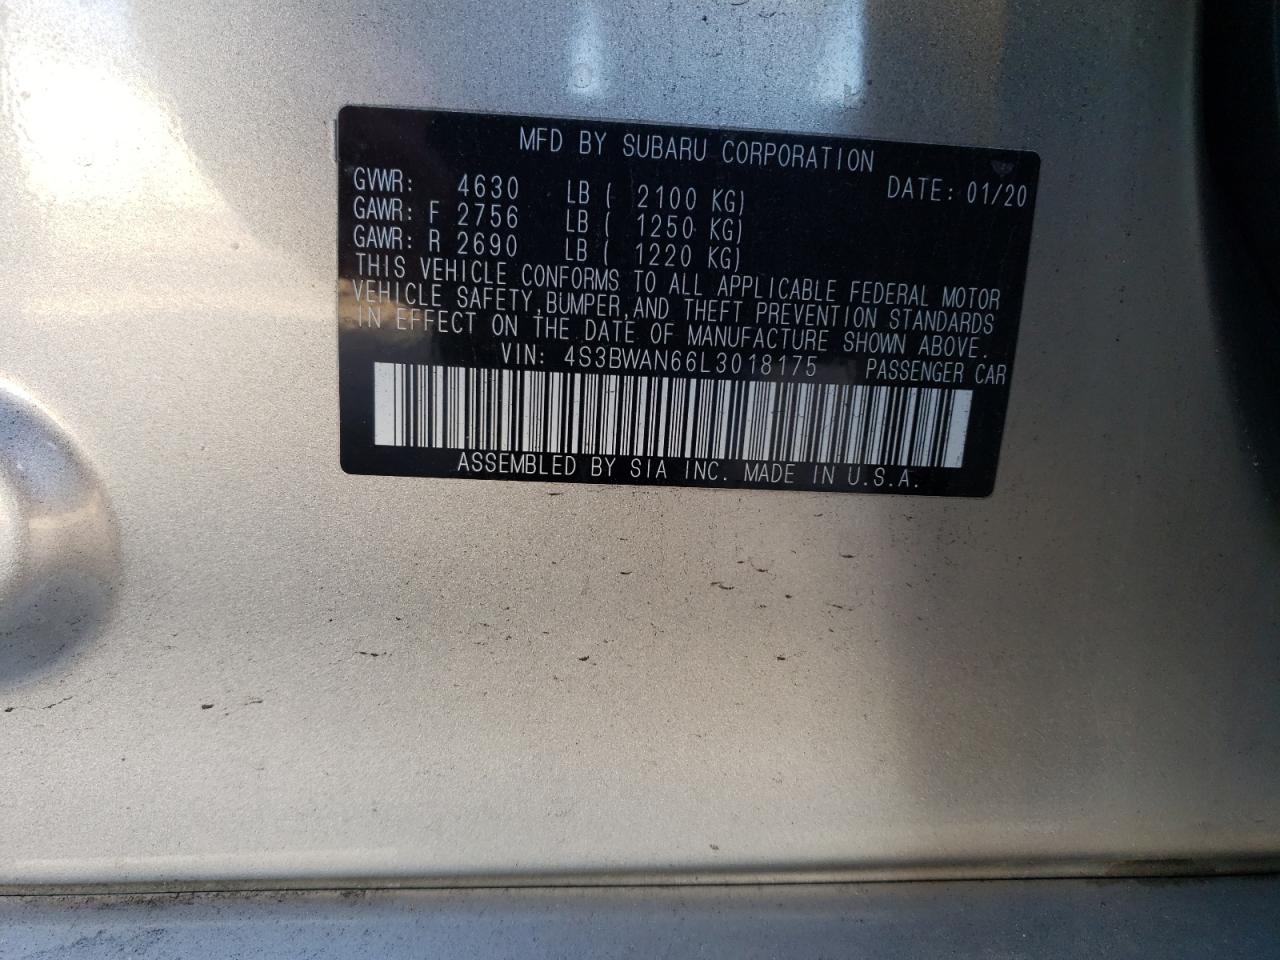 MFD BY SUBARU CORPORATION
GVWR: 4630 LB ( 2100 KG) DATE: 01/20
GAWR: F 2756 LB ( 1250 KG)
GAWR: R 2690 LB ( 1220 KG)
THIS VEHICLE CONFORMS TO ALL APPLICABLE FEDERAL MOTOR
VEHICLE SAFETY,BUMPER,AND THEFT PREVENTION STANDARDS
IN EFFECT ON THE DATE OF MANUFACTURE SHOWN ABOVE.
VIN: 4S3BWAN66L3018175 PASSENGER CAR
ASSEMBLED BY SIA INC. MADE IN U.S.A.